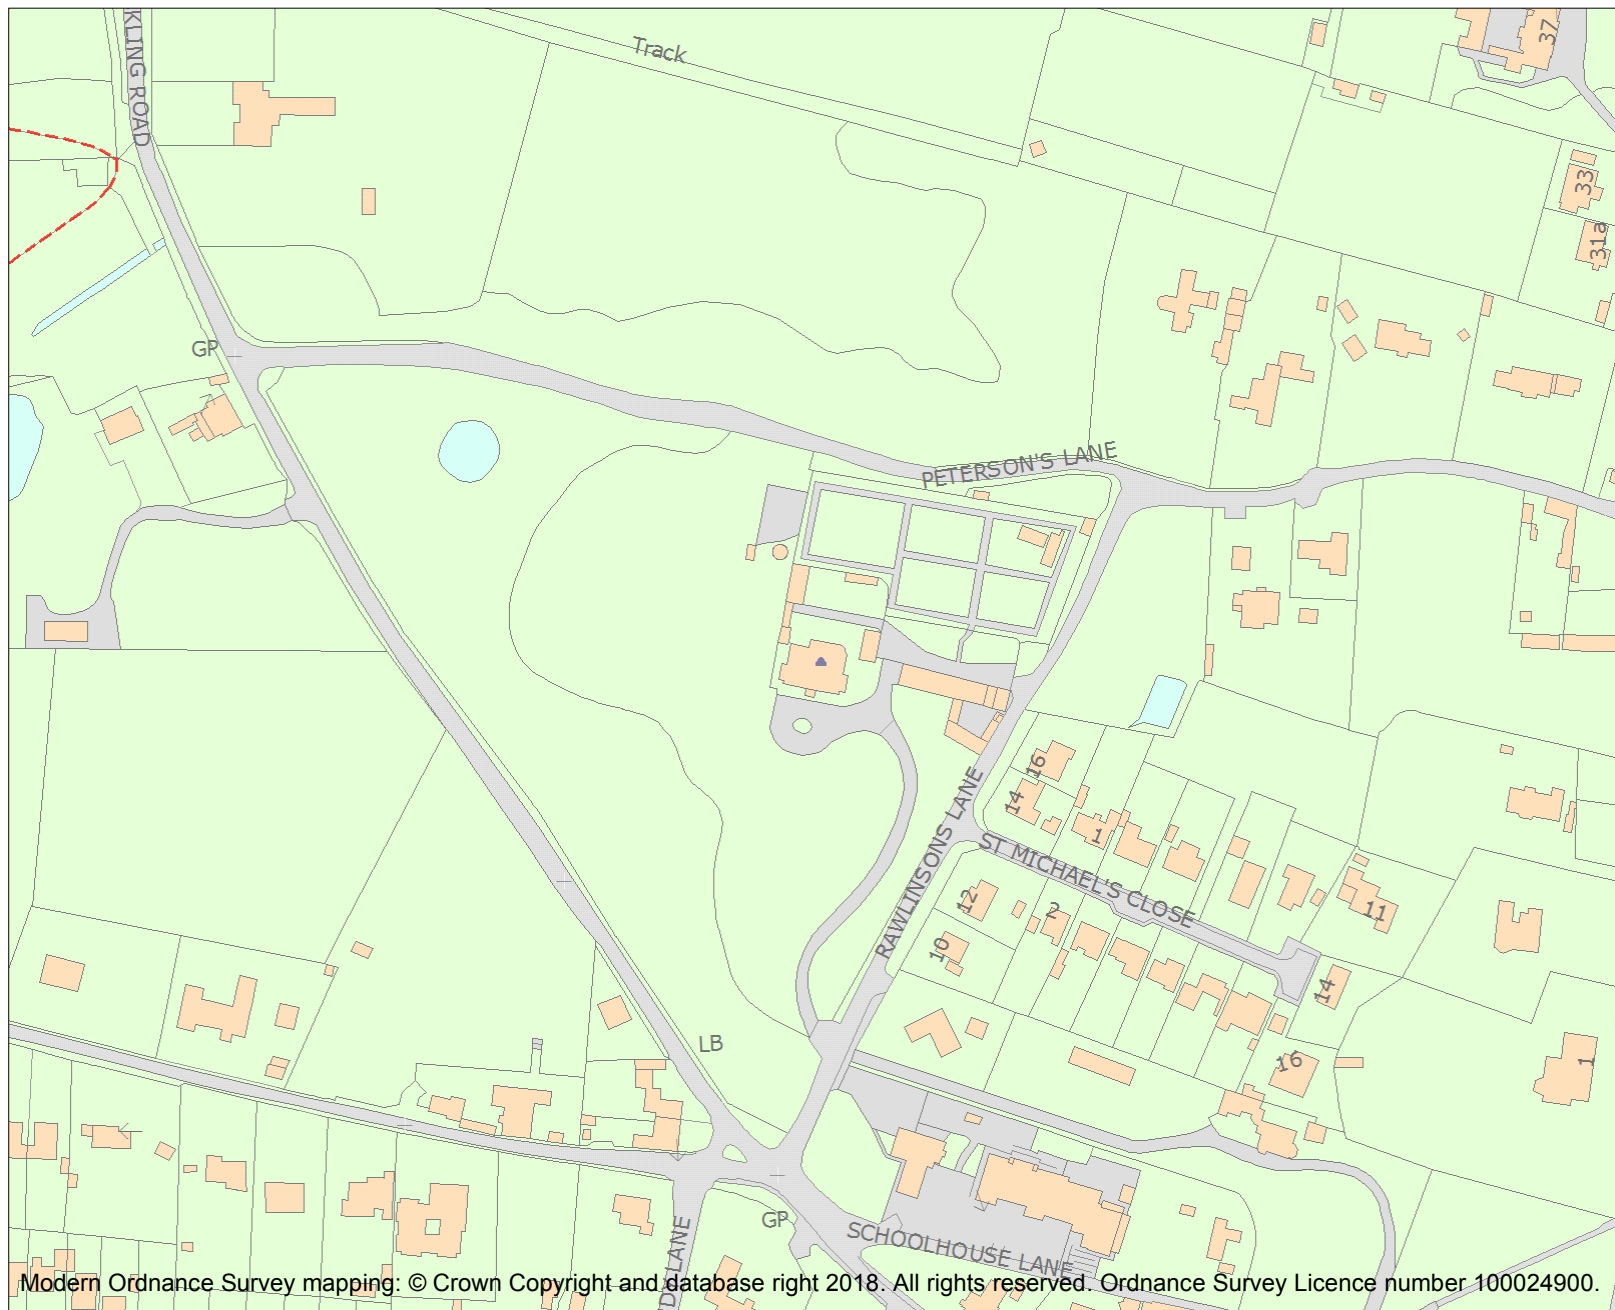 KLING ROAD
Track
37
33
31a
GP
PETERSON'S LANE
16
14
1
ST MICHAEL'S CLOSE
RAWLINSONS LANE
12
2
11
10
14
LB
16
1
GP
SCHOOLHOUSE LANE
LANE
Modern Ordnance Survey mapping: © Crown Copyright and database right 2018. All rights reserved. Ordnance Survey Licence number 100024900.